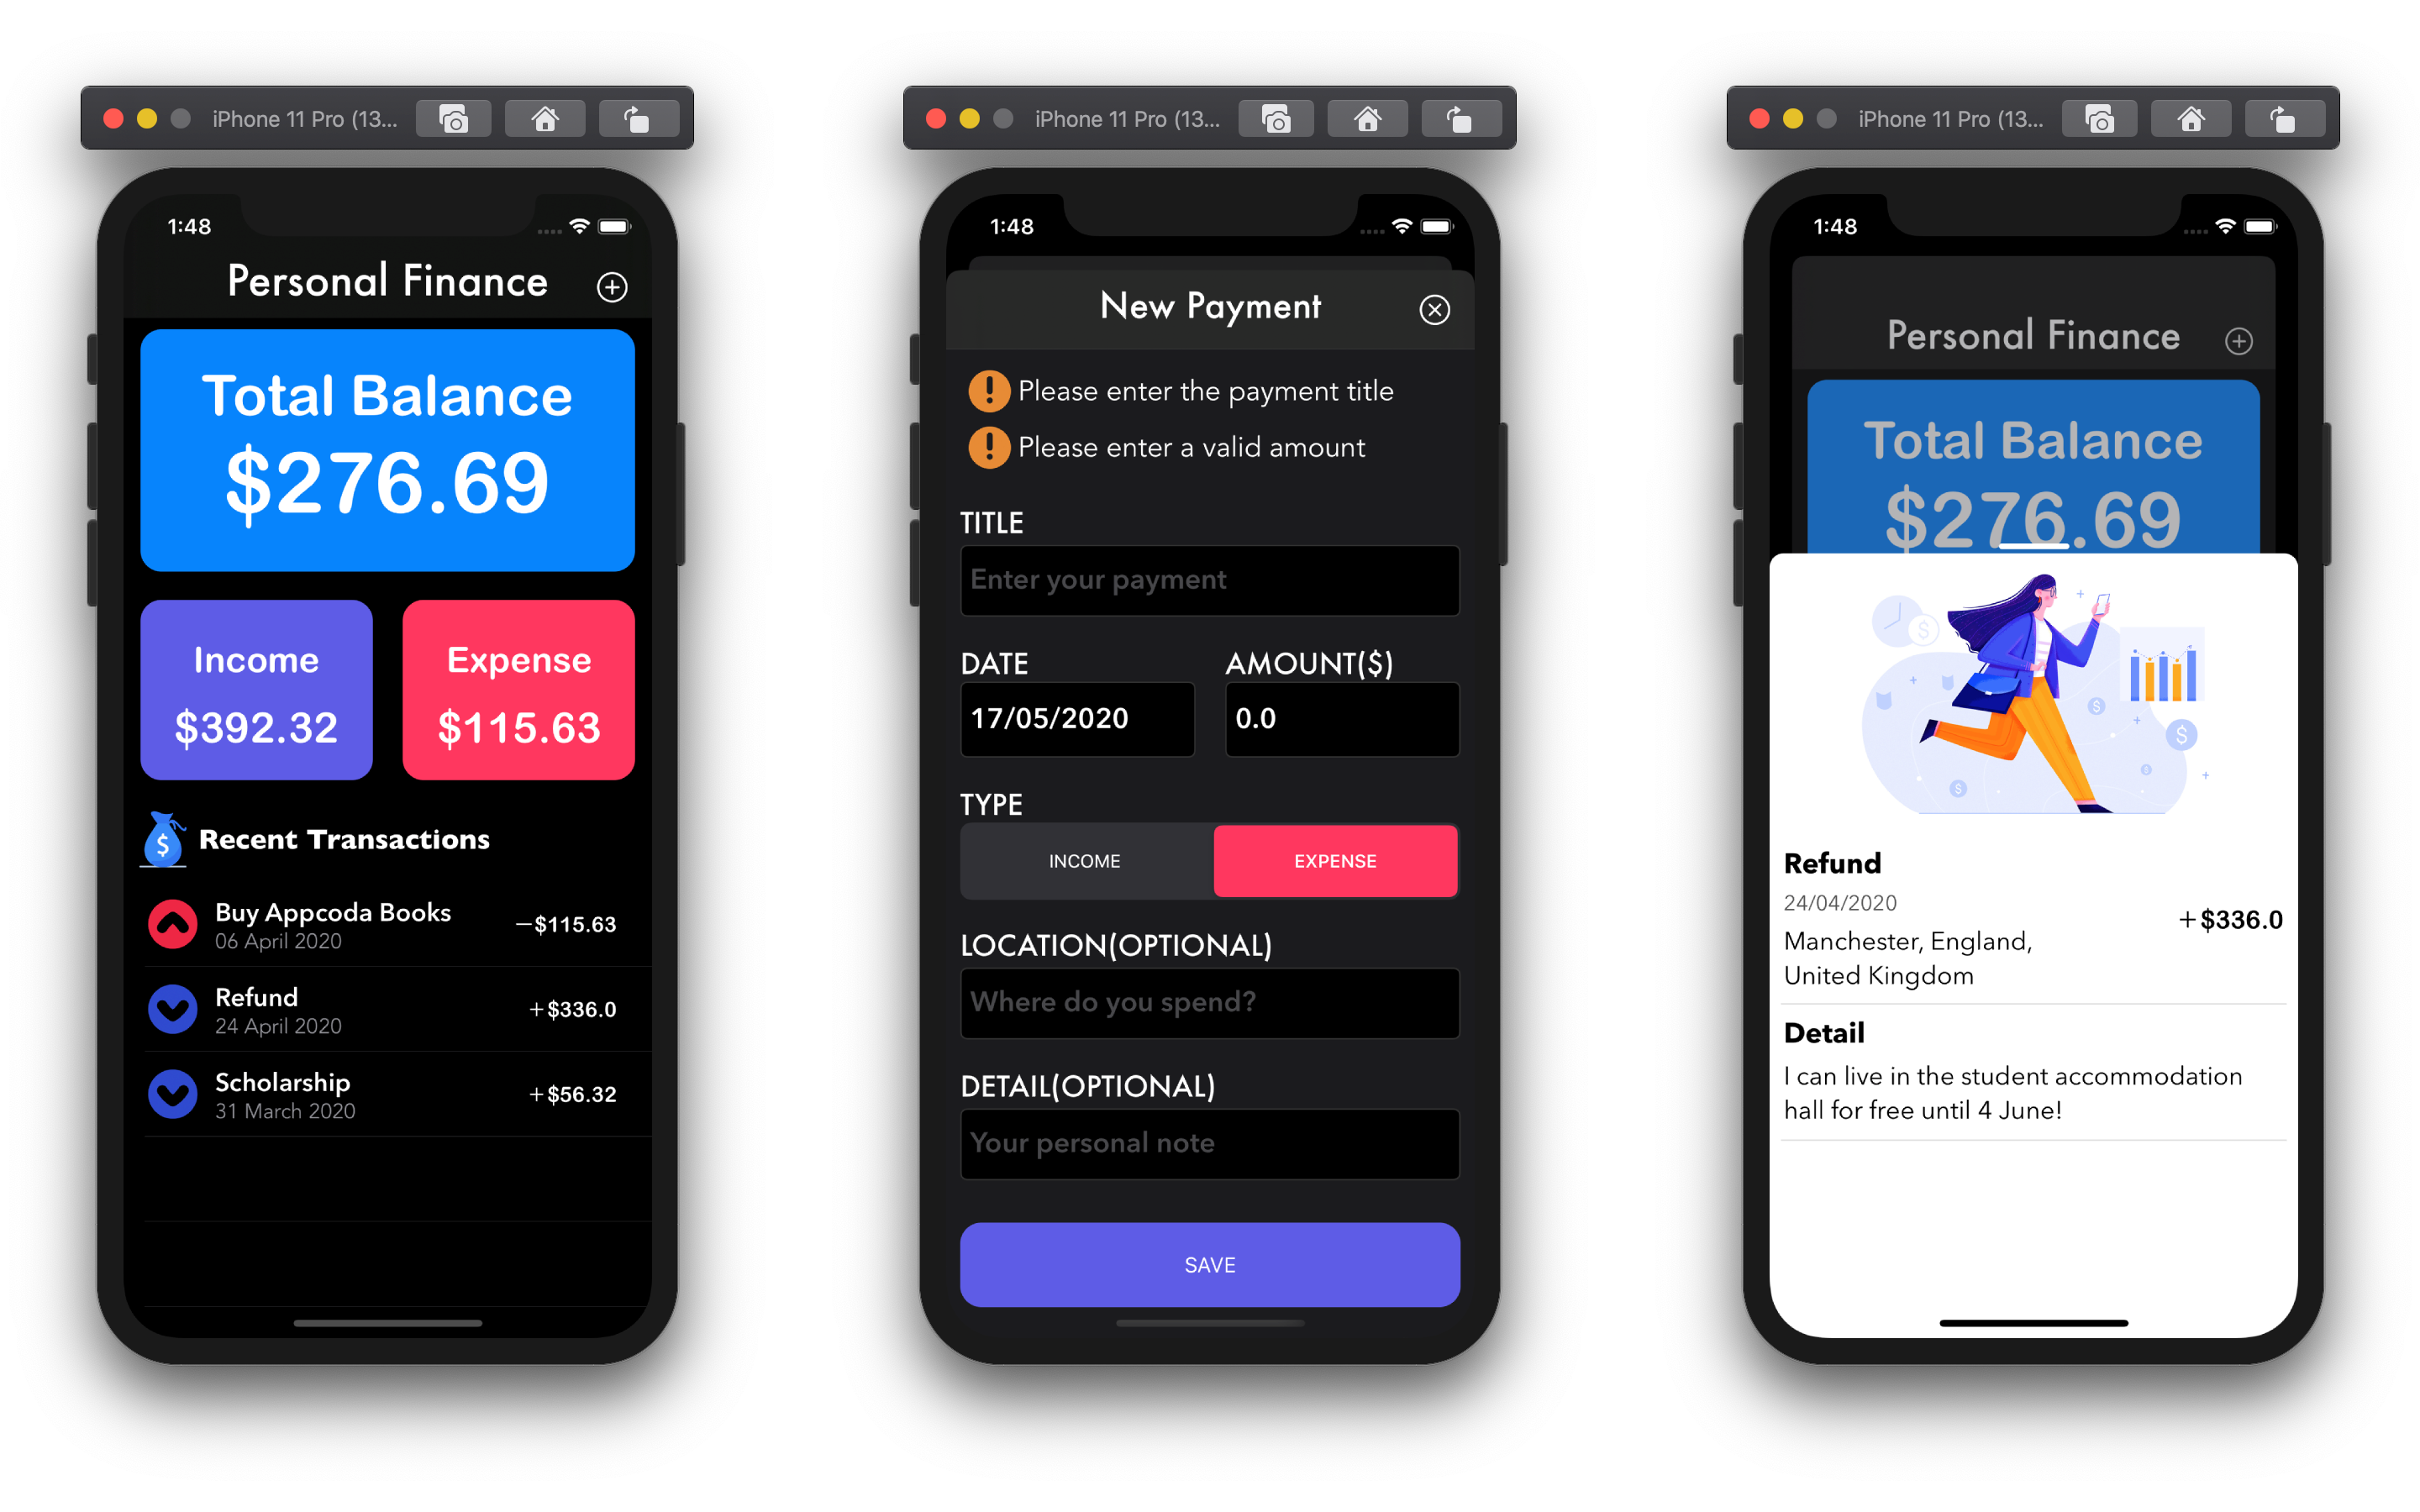 iPhone 11 Pro (13...
1:48
Personal Finance
Total Balance
$276.69
Income
$392.32
Expense
$115.63
$
Recent Transactions
Buy Appcoda Books
06 April 2020
−$115.63
Refund
24 April 2020
+$336.0
Scholarship
31 March 2020
+$56.32
iPhone 11 Pro (13...
1:48
New Payment
! Please enter the payment title
! Please enter a valid amount
TITLE
Enter your payment
DATE
17/05/2020
AMOUNT($)
0.0
TYPE
INCOME
EXPENSE
LOCATION(OPTIONAL)
Where do you spend?
DETAIL(OPTIONAL)
Your personal note
SAVE
iPhone 11 Pro (13...
1:48
Personal Finance
Total Balance
$276.69
$
$
$
$
$
Refund
24/04/2020
Manchester, England,
United Kingdom
+$336.0
Detail
I can live in the student accommodation
hall for free until 4 June!